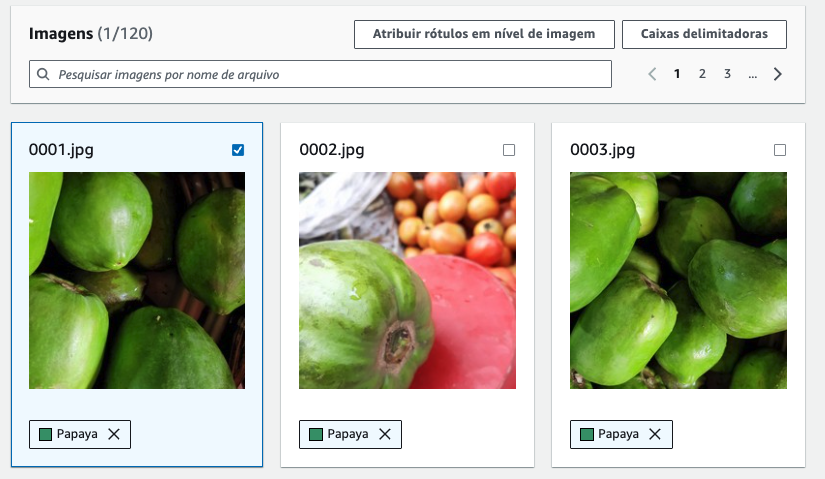 Imagens (1/120)
Atribuir rótulos em nível de imagem
Caixas delimitadoras
Pesquisar imagens por nome de arquivo
1 2 3 ...
0001.jpg
0002.jpg
0003.jpg
Papaya
Papaya
Papaya